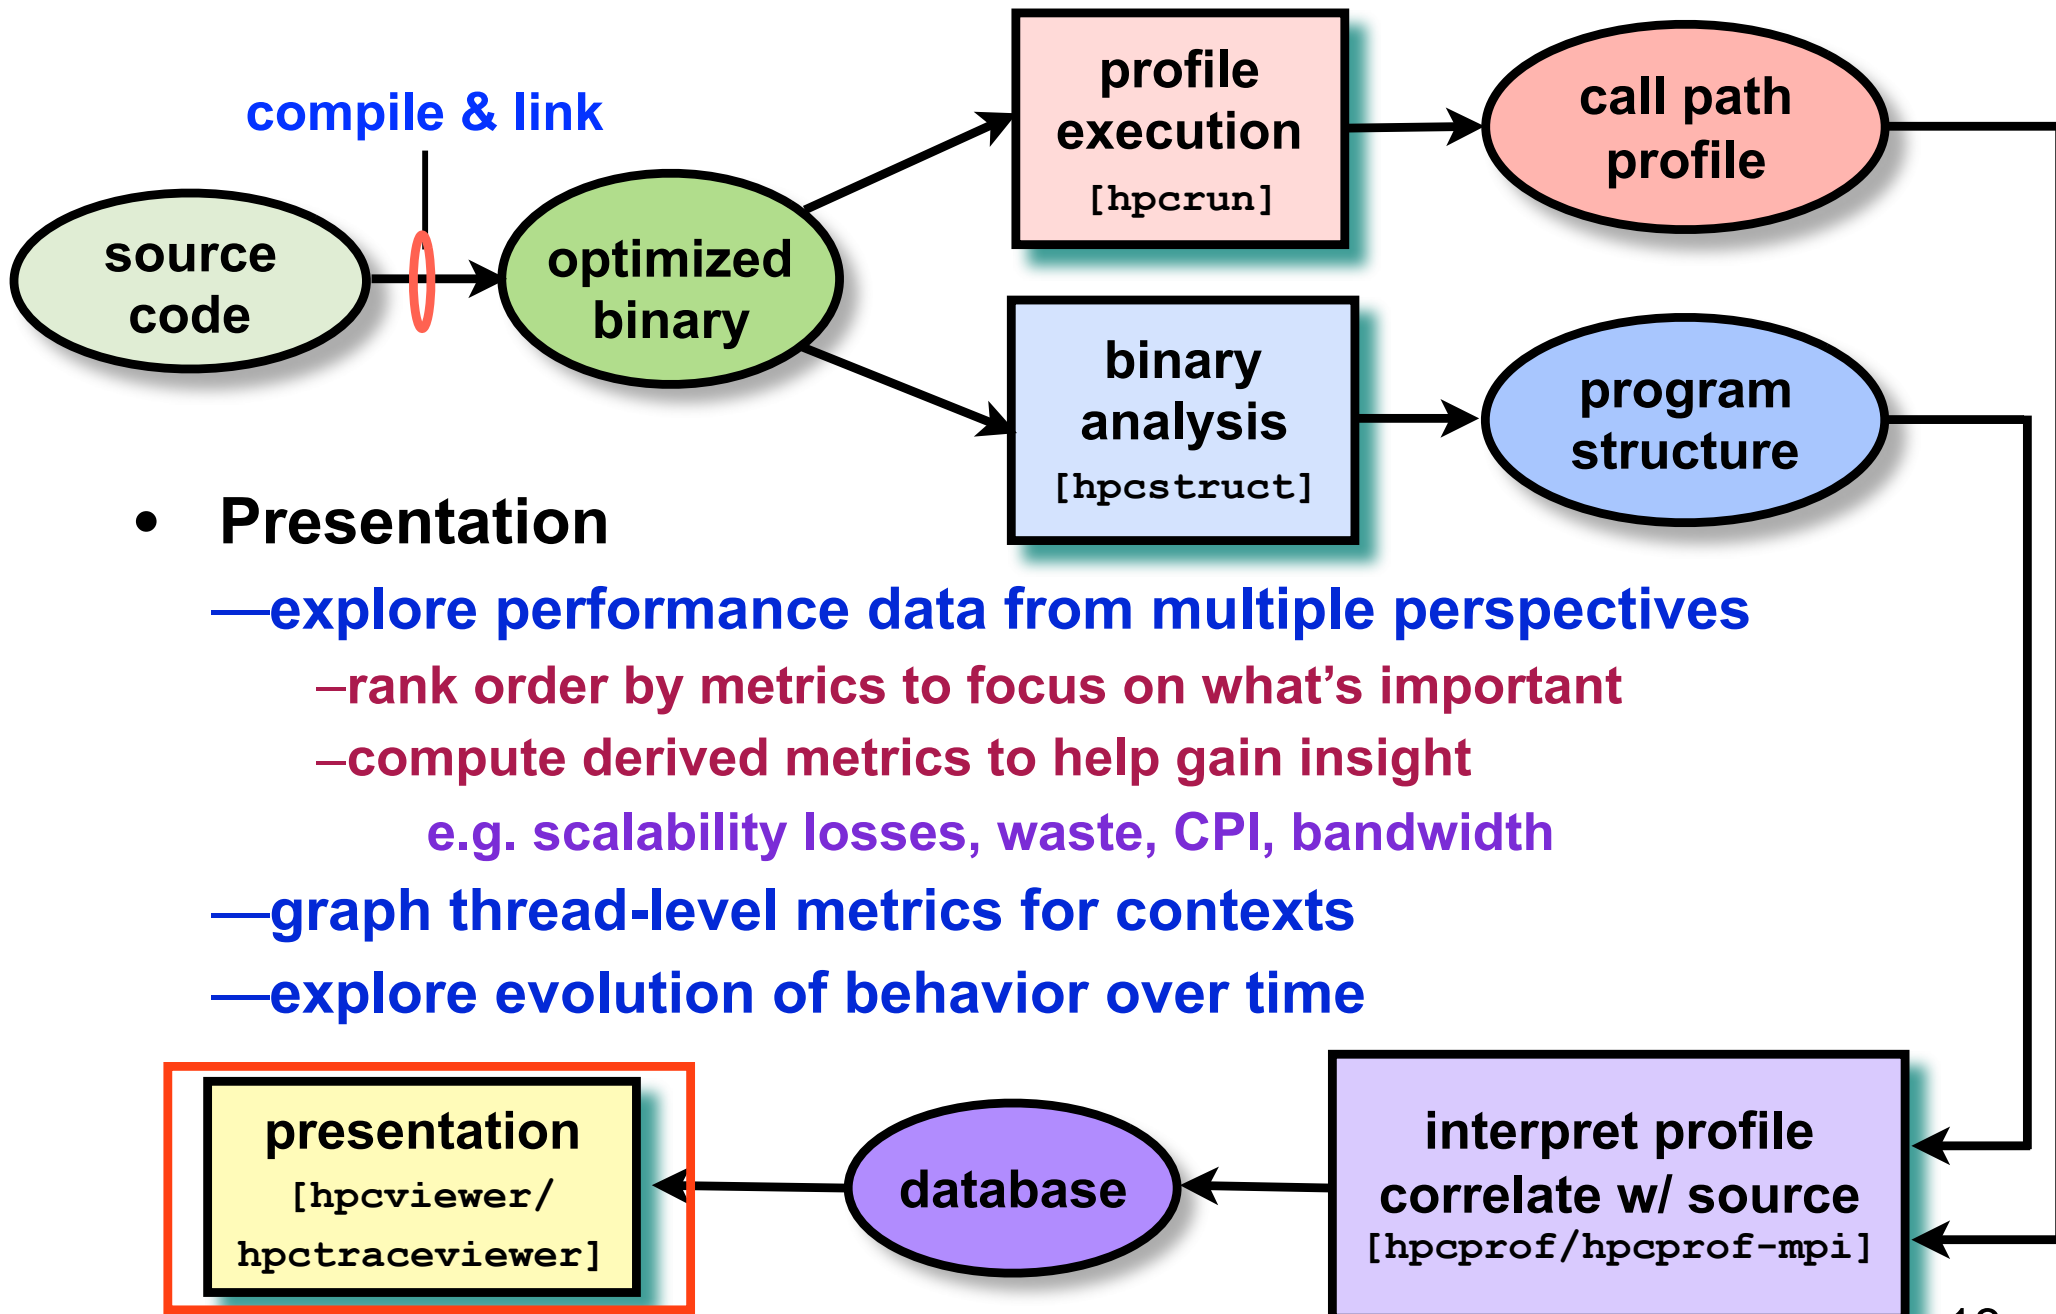 compile & link
source
code
optimized
binary
profile
execution
[hpcrun]
call path
profile
binary
analysis
[hpcstruct]
program
structure
• Presentation
—explore performance data from multiple perspectives
–rank order by metrics to focus on what’s important
–compute derived metrics to help gain insight
e.g. scalability losses, waste, CPI, bandwidth
—graph thread-level metrics for contexts
—explore evolution of behavior over time
presentation
[hpcviewer/
hpctraceviewer]
database
interpret profile
correlate w/ source
[hpcprof/hpcprof-mpi]